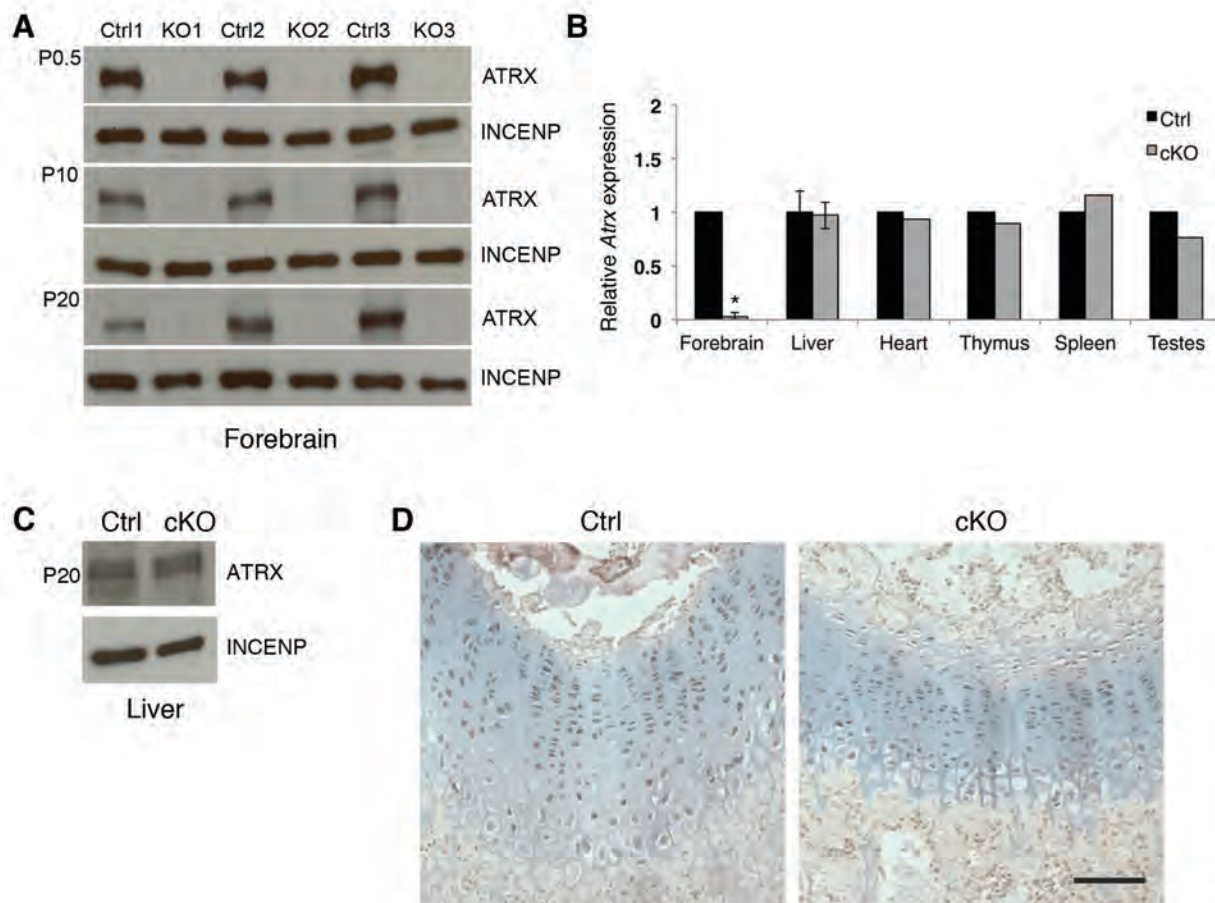 A
Ctrl1 KO1 Ctrl2 KO2 Ctrl3 KO3
P0.5
ATRX
INCENP
P10
ATRX
INCENP
P20
ATRX
INCENP
Forebrain
B
Relative Atrx expression
2
1.5
1
0.5
0
Ctrl
cKO
*
Forebrain Liver Heart Thymus Spleen Testes
C
Ctrl cKO
P20
ATRX
INCENP
Liver
D
Ctrl cKO